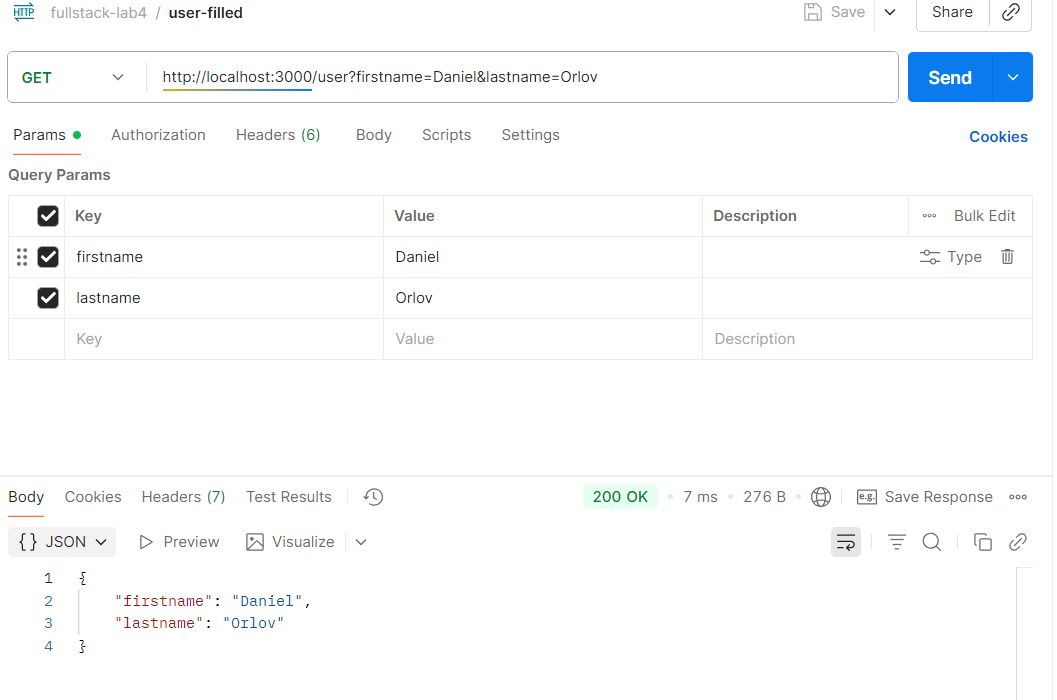 HTTP fullstack-lab4 / user-filled Save Share
GET http://localhost:3000/user?firstname=Daniel&lastname=Orlov Send
Params Authorization Headers (6) Body Scripts Settings Cookies
Query Params
Key Value Description Bulk Edit
firstname Daniel Type
lastname Orlov
Key Value Description
Body Cookies Headers (7) Test Results 200 OK 7 ms 276 B e.g. Save Response
{} JSON Preview Visualize
1 {
2 "firstname": "Daniel",
3 "lastname": "Orlov"
4 }